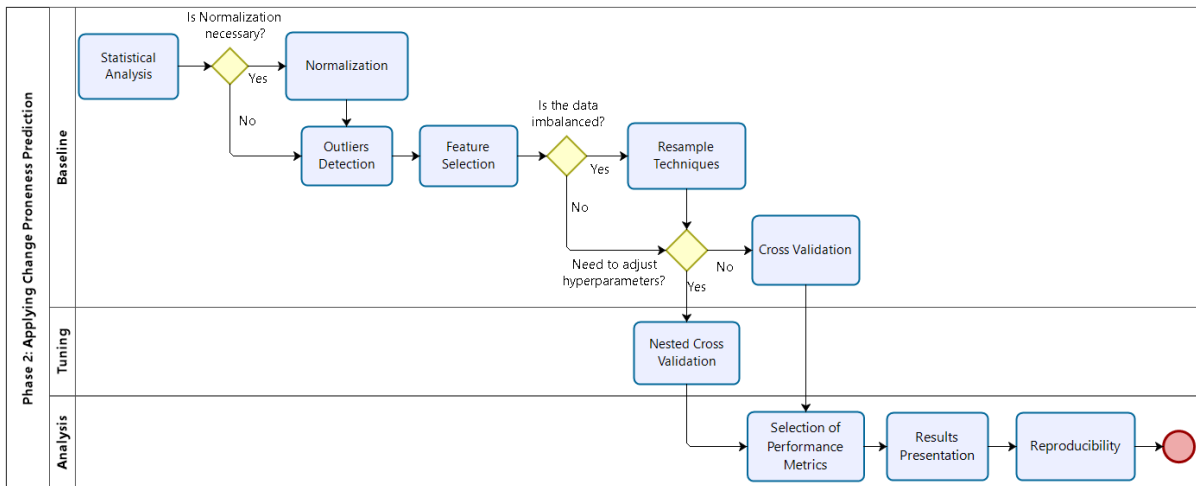 Phase 2: Applying Change Proneness Prediction
Baseline
Is Normalization
necessary?
Statistical
Analysis
Yes
Normalization
No
Outliers
Detection
Feature
Selection
Is the data
imbalanced?
Yes
Resample
Techniques
No
Need to adjust
hyperparameters?
No
Yes
Cross Validation
Tuning
Nested Cross
Validation
Analysis
Selection of
Performance
Metrics
Results
Presentation
Reproducibility